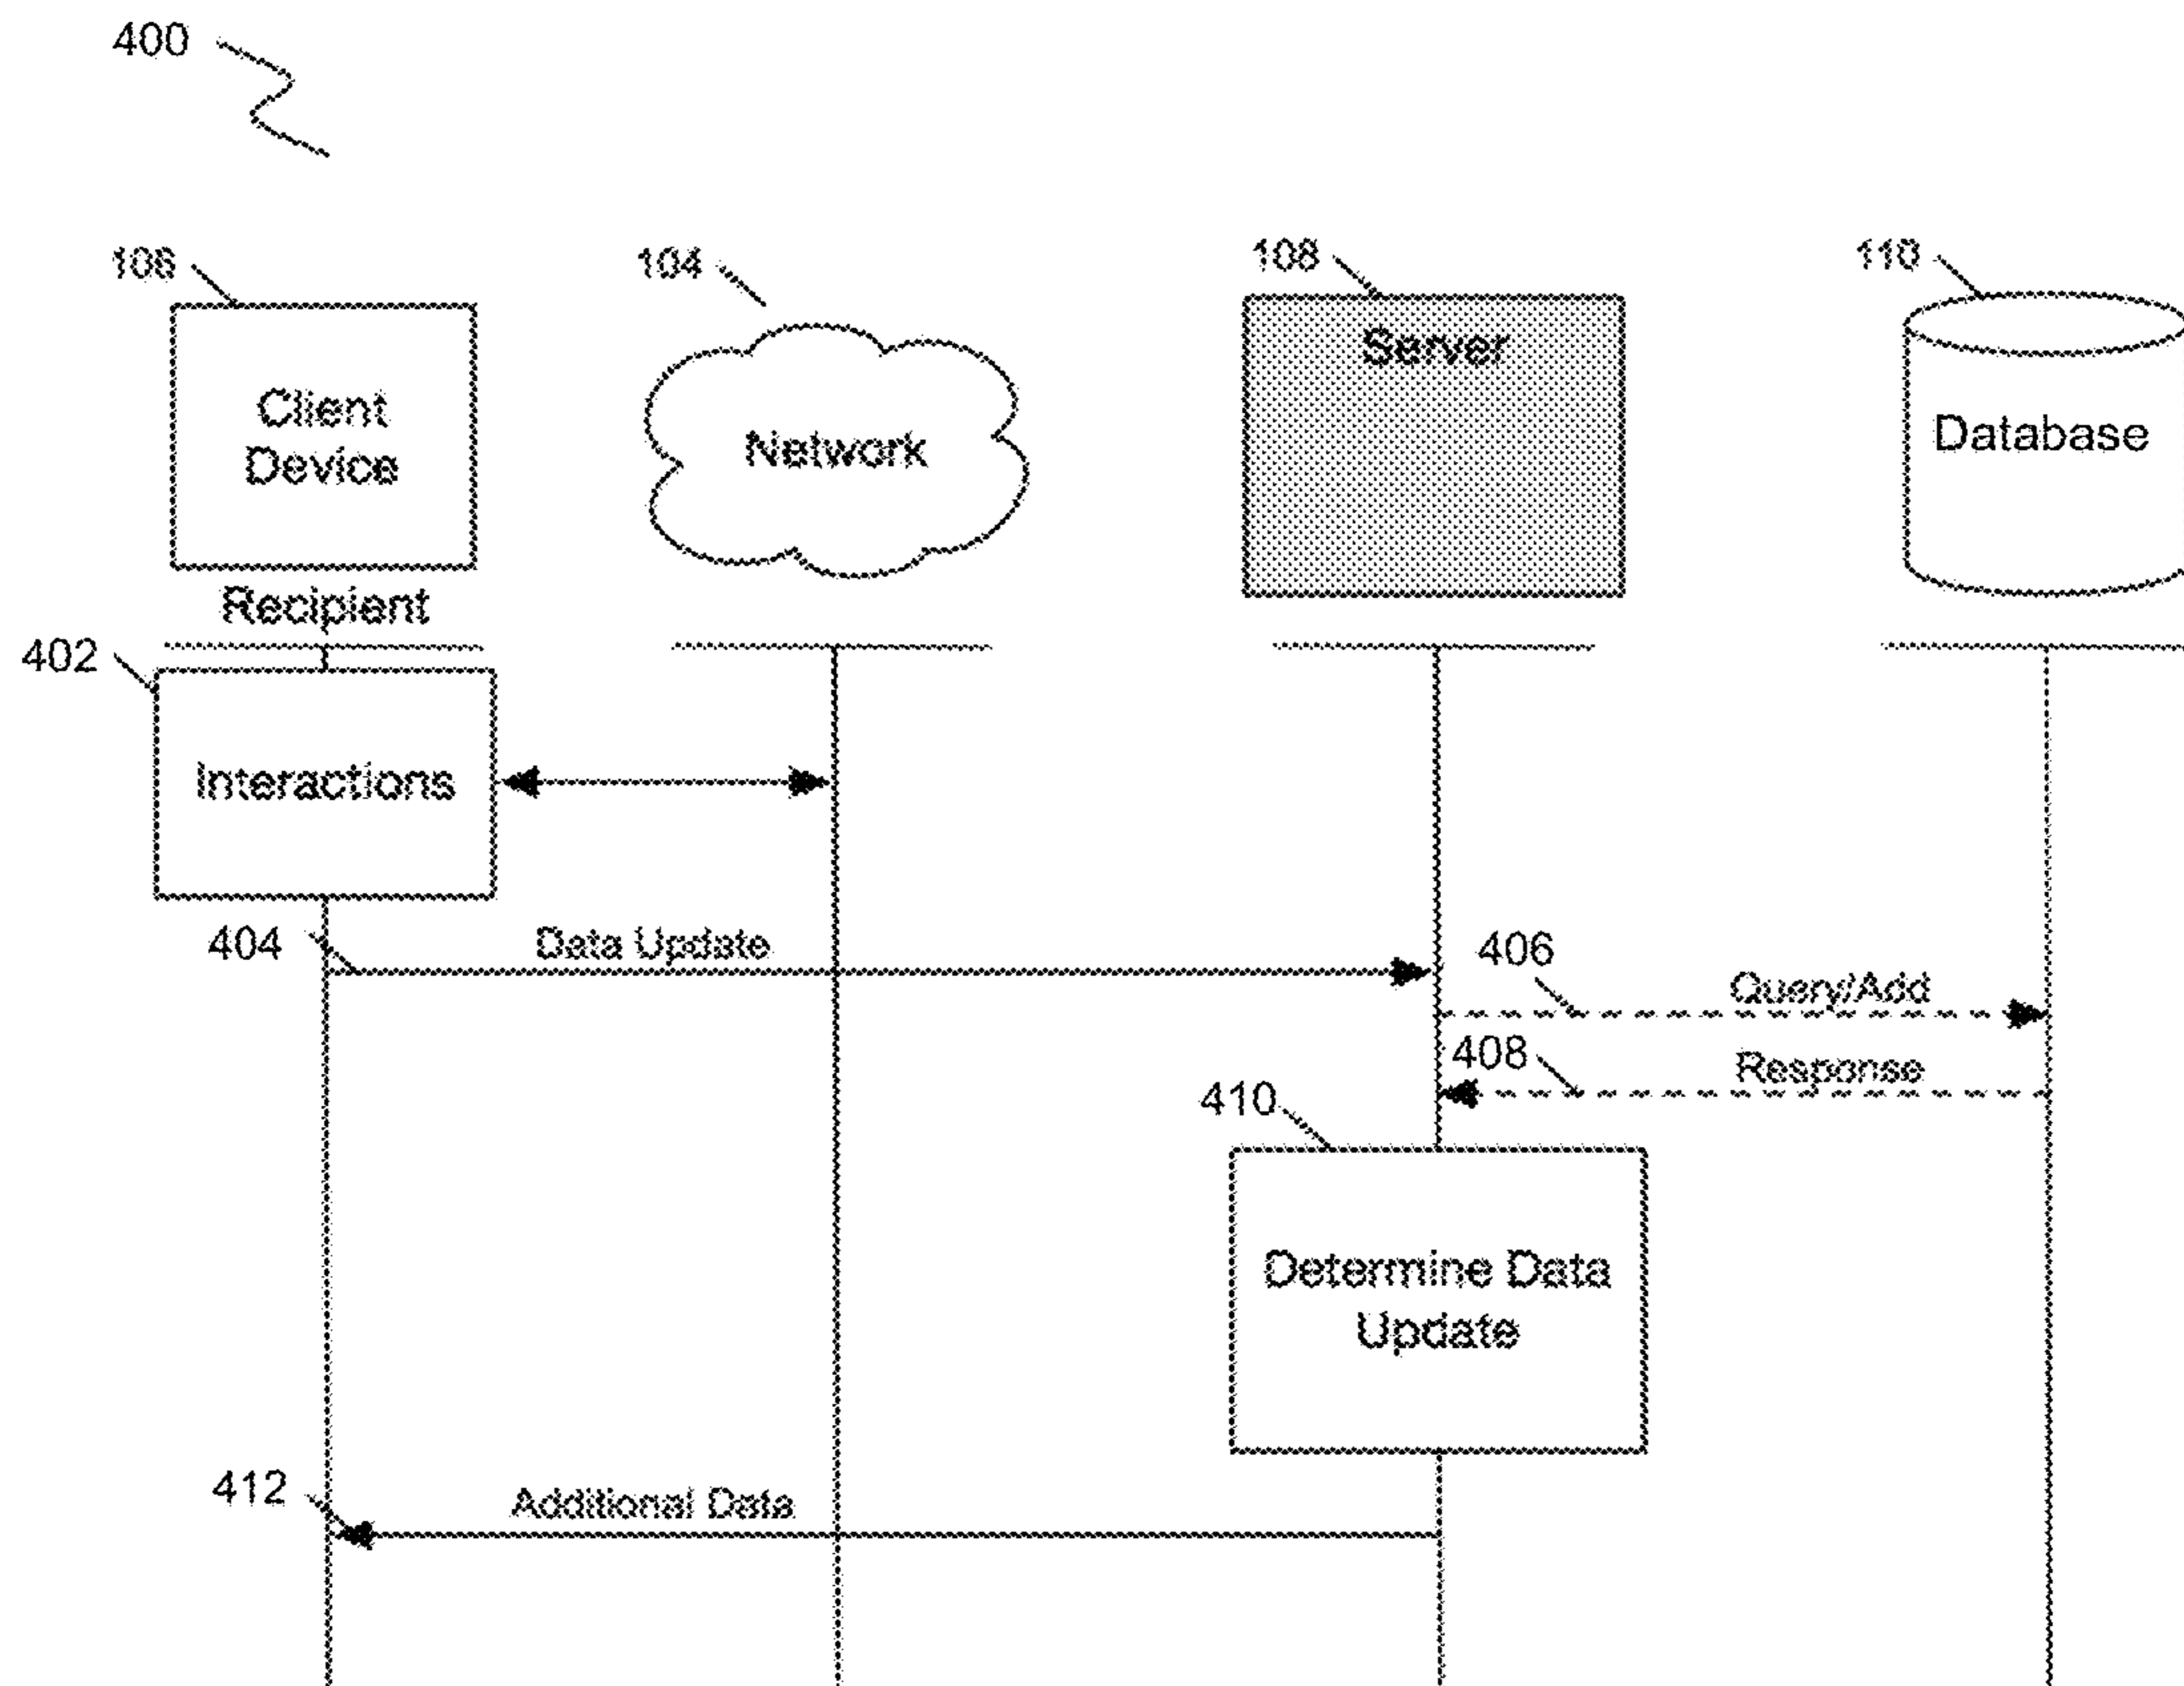 400
104
108
110
Client
Device
Network
Server
Database
Recipient
402
Interactions
404
Data Update
406
Query/Add
408
Response
410
Determine Data
Update
412
Additional Data